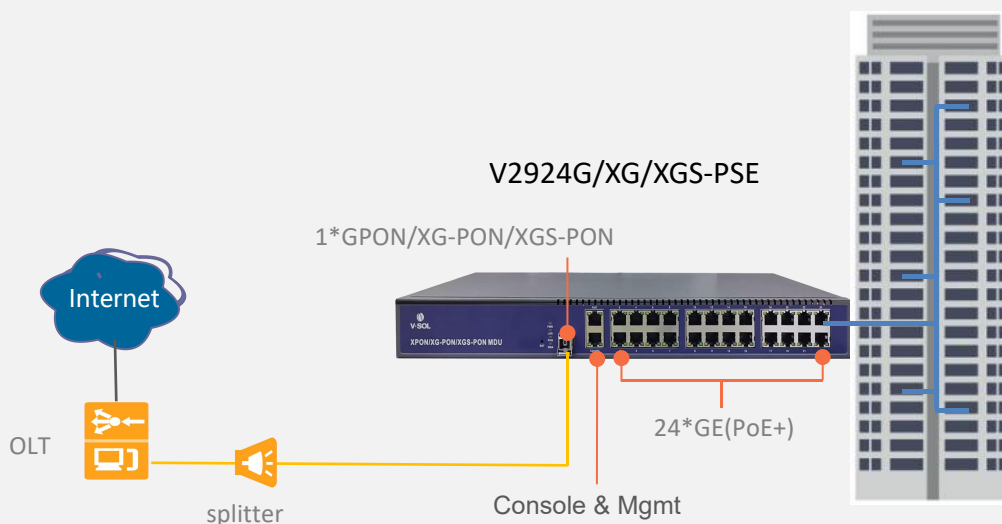 V2924G/XG/XGS-PSE
1*GPON/XG-PON/XGS-PON
Internet
V·SOL
XPON/XG-PON/XGS-PON MDU
OLT
24*GE(PoE+)
Console & Mgmt
splitter